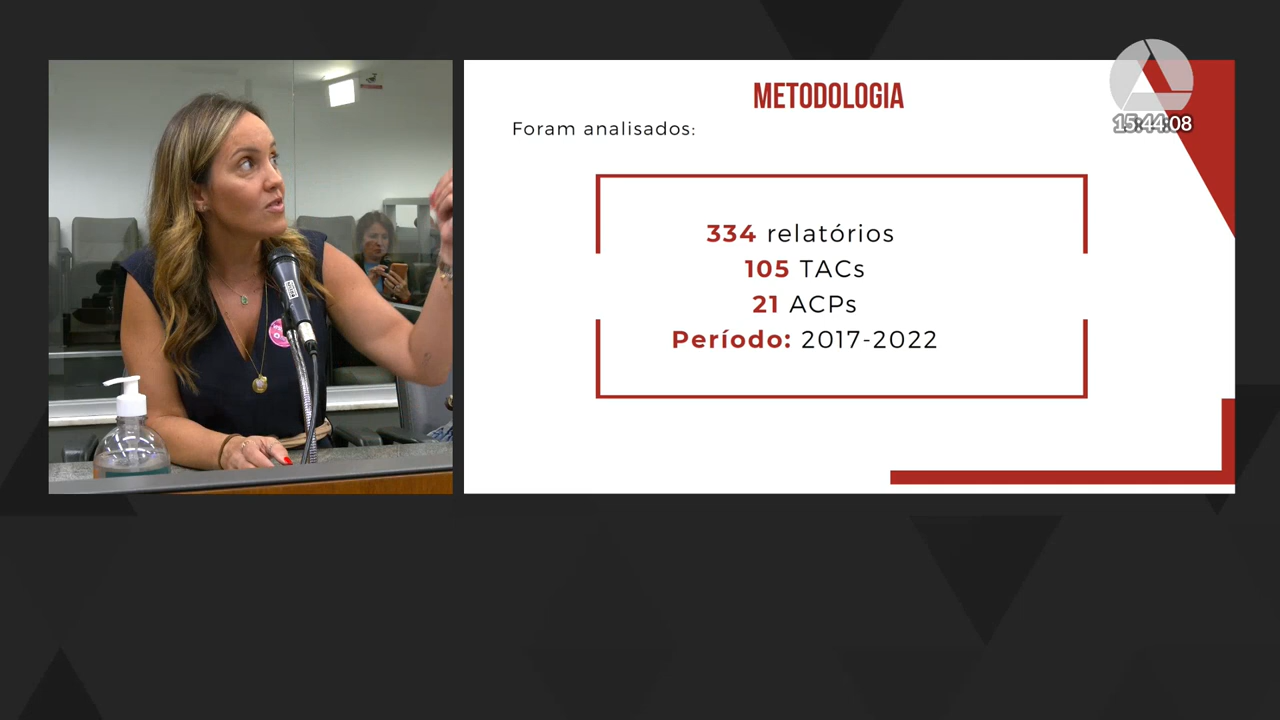 METODOLOGIA
Foram analisados:
334 relatórios
105 TACs
21 ACPs
Período: 2017-2022
15:44:08